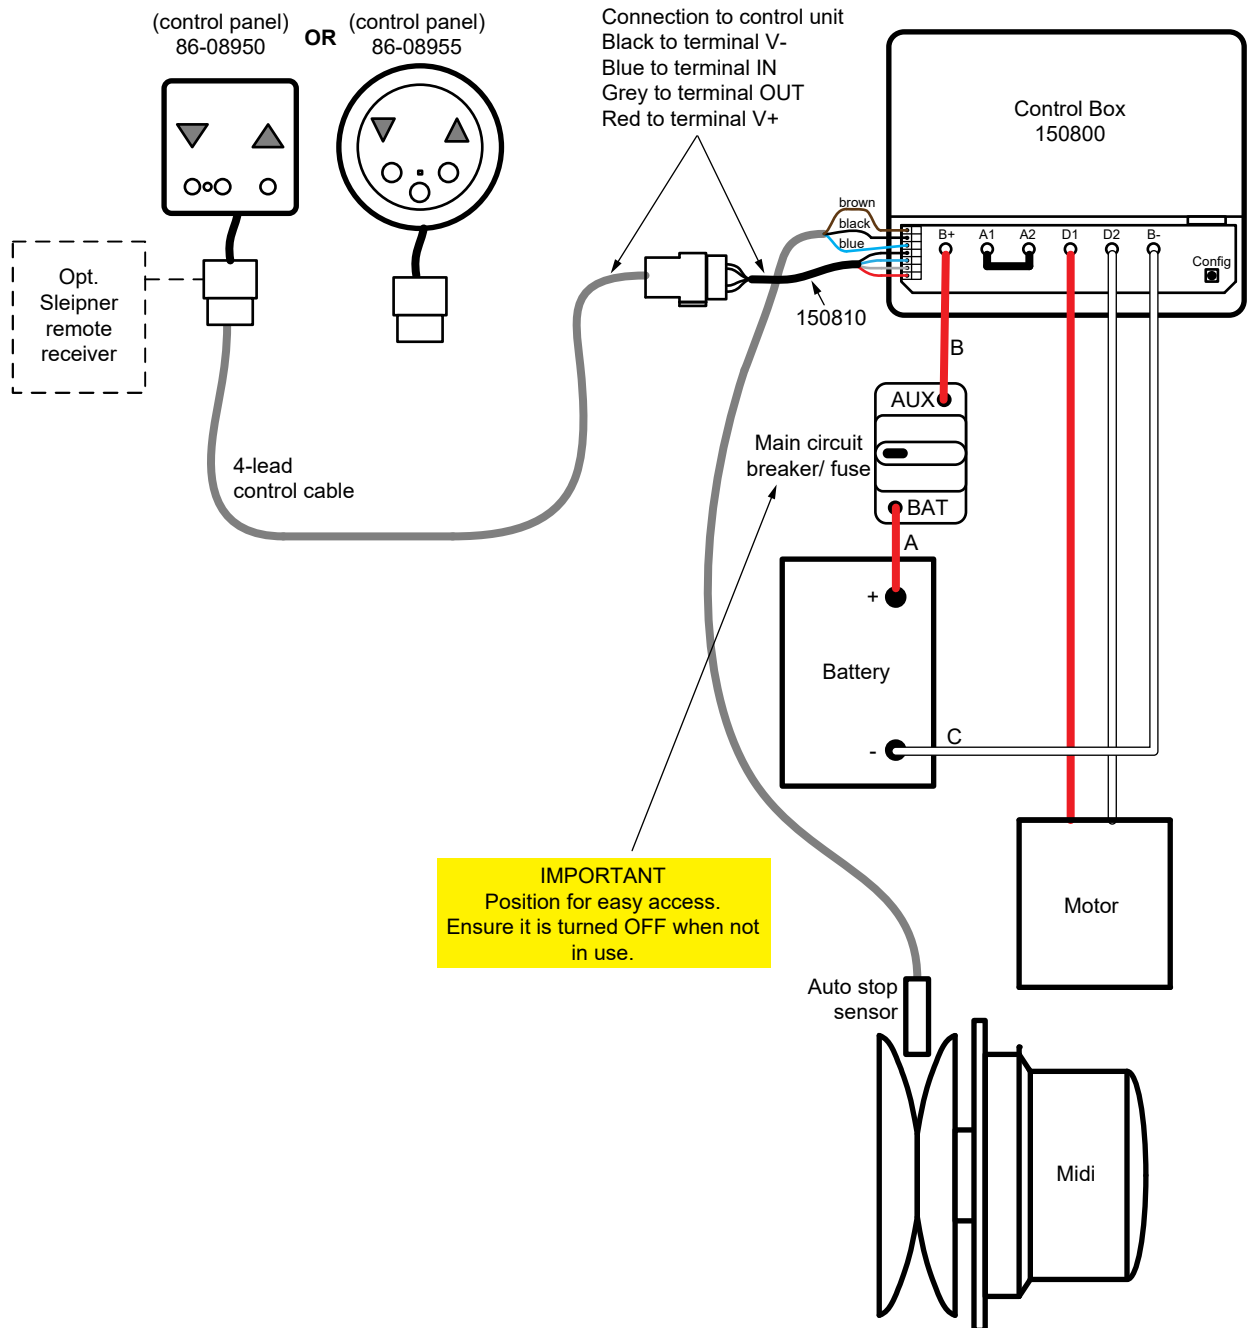 (control panel)
86-08950
OR
(control panel)
86-08955
Connection to control unit
Black to terminal V-
Blue to terminal IN
Grey to terminal OUT
Red to terminal V+
Control Box
150800
brown
black
blue
B+
A1
A2
D1
D2
B-
Config
Opt.
Sleipner
remote
receiver
150810
B
AUX
Main circuit
breaker/ fuse
BAT
A
4-lead
control cable
+
Battery
-
C
IMPORTANT
Position for easy access.
Ensure it is turned OFF when not
in use.
Motor
Auto stop
sensor
Midi